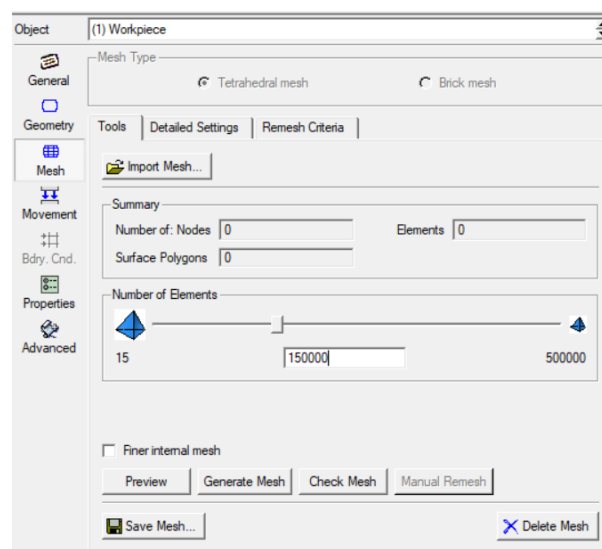 Object (1) Workpiece
General
Geometry
Mesh
Movement
Bdry. Cnd.
Properties
Advanced
Mesh Type
Tetrahedral mesh Brick mesh
Tools Detailed Settings Remesh Criteria
Import Mesh...
Summary
Number of: Nodes 0 Elements 0
Surface Polygons 0
Number of Elements
15 150000 500000
Finer internal mesh
Preview Generate Mesh Check Mesh Manual Remesh
Save Mesh... Delete Mesh